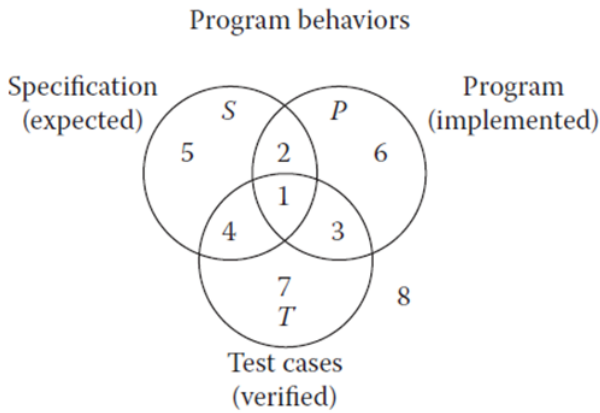 Program behaviors
Specification
(expected)
Program
(implemented)
S
P
5
2
6
1
4
3
7
8
T
Test cases
(verified)